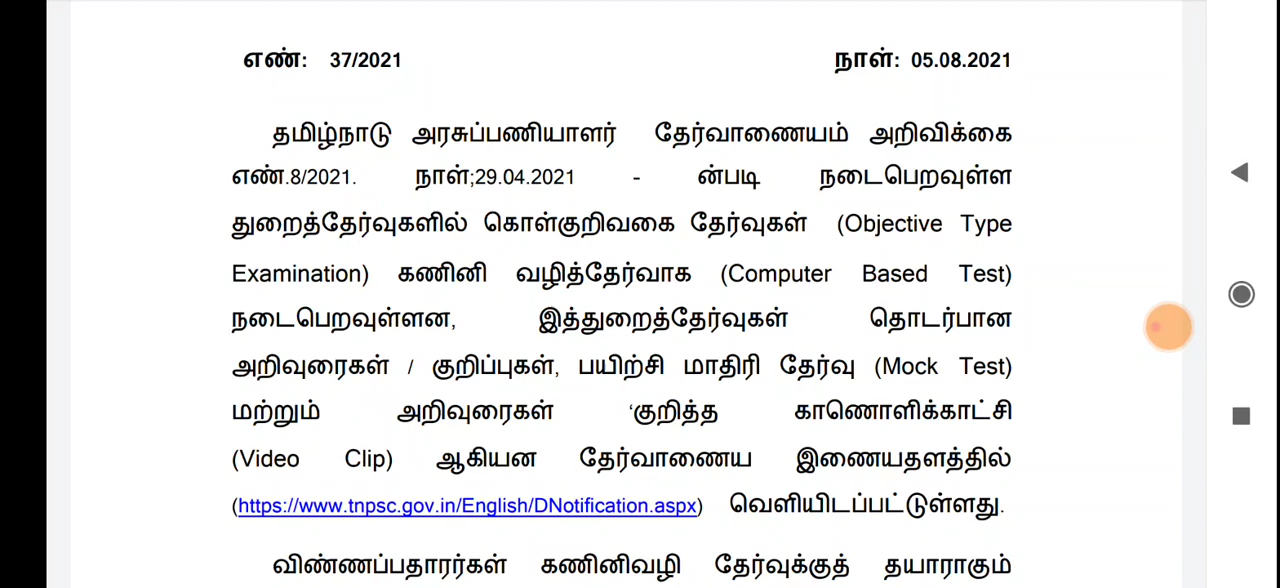 எண்: 37/2021 நாள்: 05.08.2021
தமிழ்நாடு அரசுப்பணியாளர் தேர்வாணையம் அறிவிக்கை
எண்.8/2021. நாள்;29.04.2021 - ன்படி நடைபெறவுள்ள
துறைத்தேர்வுகளில் கொள்குறிவகை தேர்வுகள் (Objective Type
Examination) கணினி வழித்தேர்வாக (Computer Based Test)
நடைபெறவுள்ளன, இத்துறைத்தேர்வுகள் தொடர்பான
அறிவுரைகள் / குறிப்புகள், பயிற்சி மாதிரி தேர்வு (Mock Test)
மற்றும் அறிவுரைகள் ‘குறித்த காணொளிக்காட்சி
(Video Clip) ஆகியன தேர்வாணைய இணையதளத்தில்
(https://www.tnpsc.gov.in/English/DNotification.aspx) வெளியிடப்பட்டுள்ளது.
விண்ணப்பதாரர்கள் கணினிவழி தேர்வுக்குத் தயாராகும்